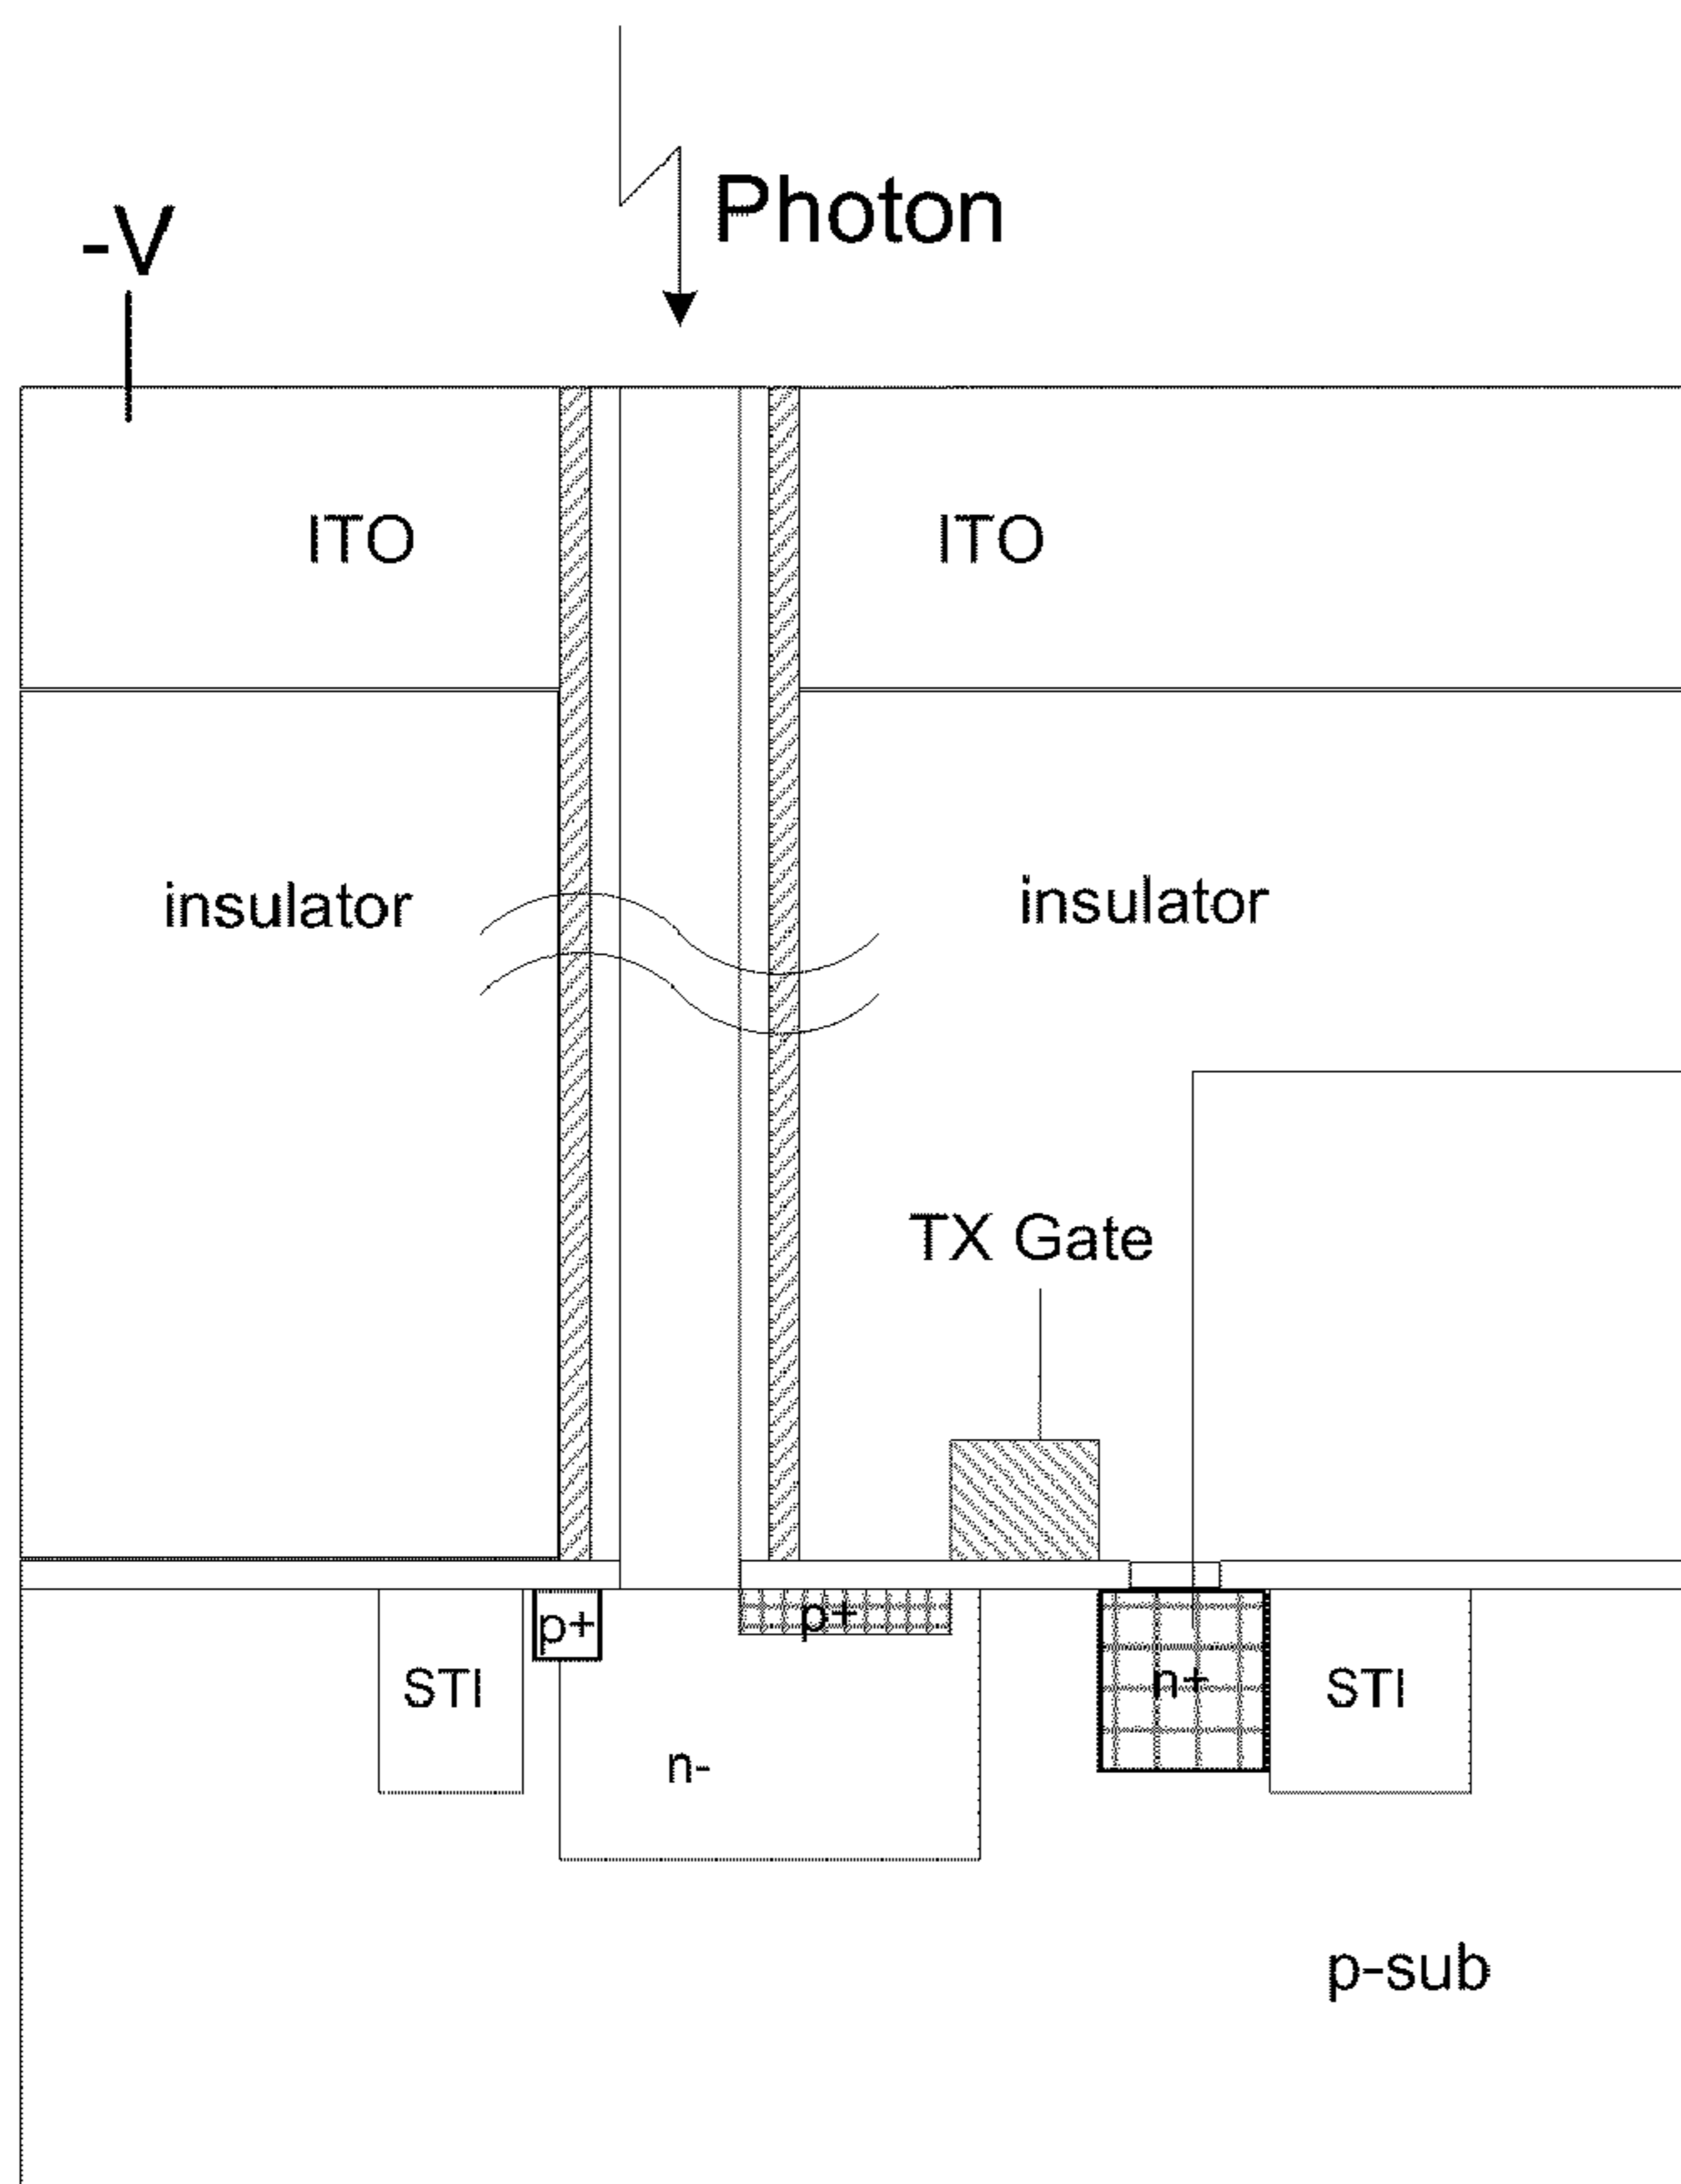 Photon
-V
ITO
ITO
insulator
insulator
TX Gate
p+
p+
STI
n+
STI
n-
p-sub